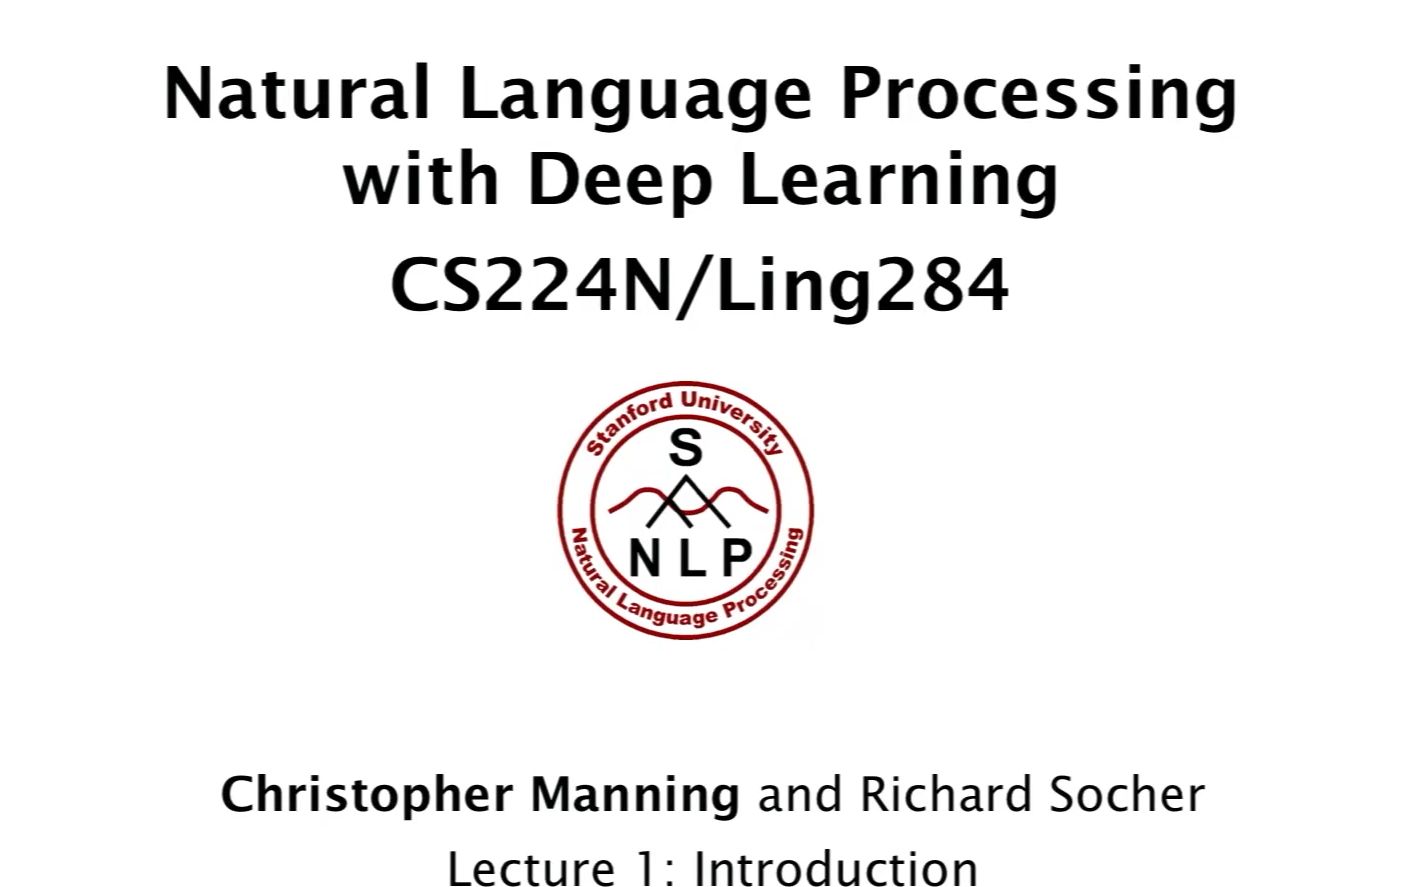 Natural Language Processing
with Deep Learning
CS224N/Ling284
Stanford University
S
N L P
Natural Language Processing
Christopher Manning and Richard Socher
Lecture 1: Introduction